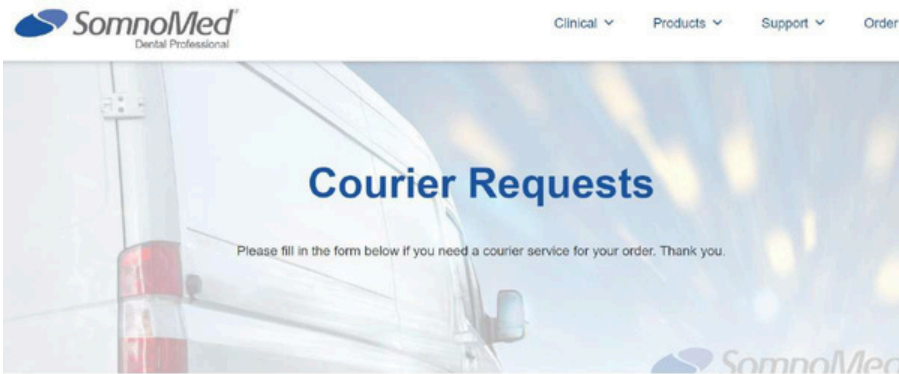 SomnoMed®
Dental Professional
Clinical
Products
Support
Order
Courier Requests
Please fill in the form below if you need a courier service for your order. Thank you.
SomnoMed